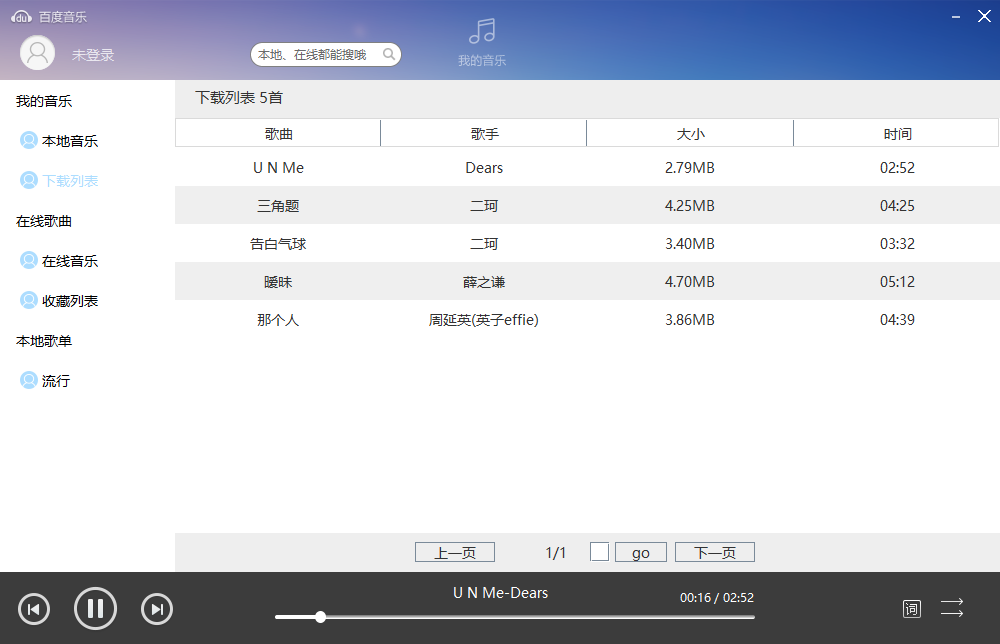 du 百度音乐
未登录
本地、在线都能搜哦
我的音乐
我的音乐
本地音乐
下载列表
在线歌曲
在线音乐
收藏列表
本地歌单
流行
下载列表 5首
歌曲 歌手 大小 时间
U N Me Dears 2.79MB 02:52
三角题 二珂 4.25MB 04:25
告白气球 二珂 3.40MB 03:32
暧昧 薛之谦 4.70MB 05:12
那个人 周延英(英子effie) 3.86MB 04:39
上一页 1/1 go 下一页
U N Me-Dears
00:16 / 02:52
词